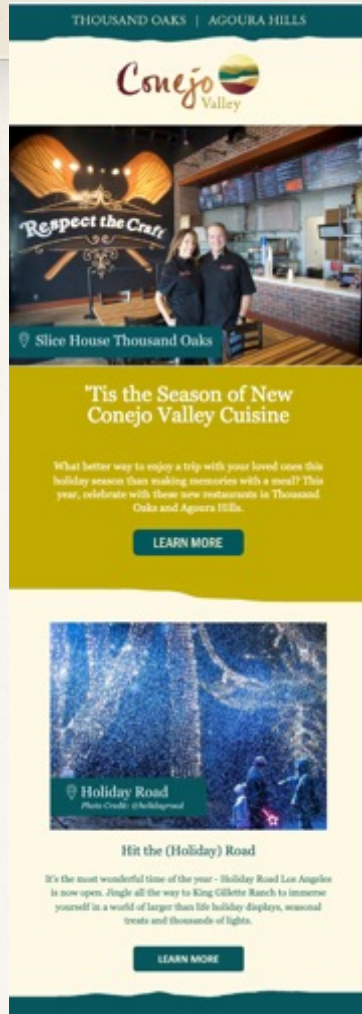 THOUSAND OAKS | AGOURA HILLS
Conejo
Valley
Respect the Craft
Slice House Thousand Oaks
'Tis the Season of New
Conejo Valley Cuisine
What better way to enjoy a trip with your loved ones this
holiday season than making memories with a meal? This
year, celebrate with these new restaurants in Thousand
Oaks and Agoura Hills.
LEARN MORE
Holiday Road
Photo Credit: @holidayroad
Hit the (Holiday) Road
It's the most wonderful time of the year - Holiday Road Los Angeles
is now open. Jingle all the way to King Gillette Ranch to immerse
yourself in a world of larger than life holiday displays, seasonal
treats and thousands of lights.
LEARN MORE